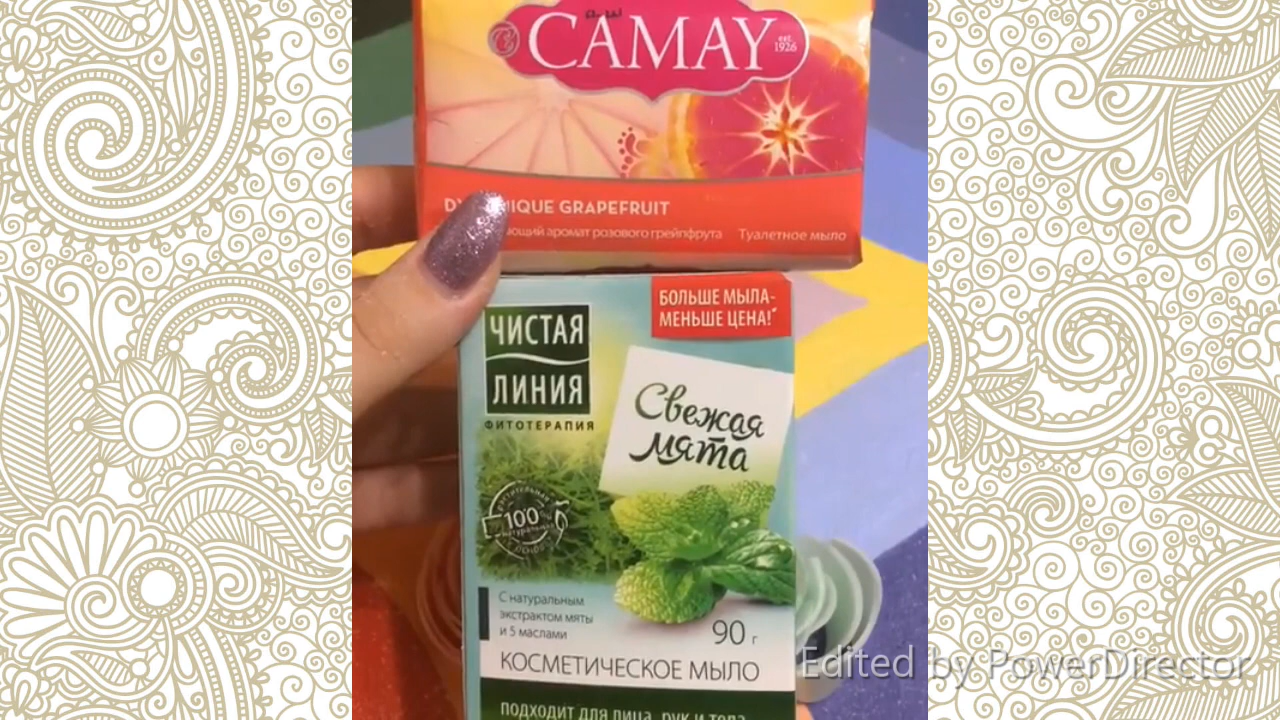 CAMAY
est.
1926
DYNAMIQUE GRAPEFRUIT
аромат розового грейпфрута Туалетное мыло
БОЛЬШЕ МЫЛА-
МЕНЬШЕ ЦЕНА!*
ЧИСТАЯ
ЛИНИЯ
ФИТОТЕРАПИЯ
Свежая
мята
100%
С натуральным
экстрактом мяты
и 5 маслами
90 г
КОСМЕТИЧЕСКОЕ МЫЛО
подходит для лица, рук и тела
Edited by PowerDirector